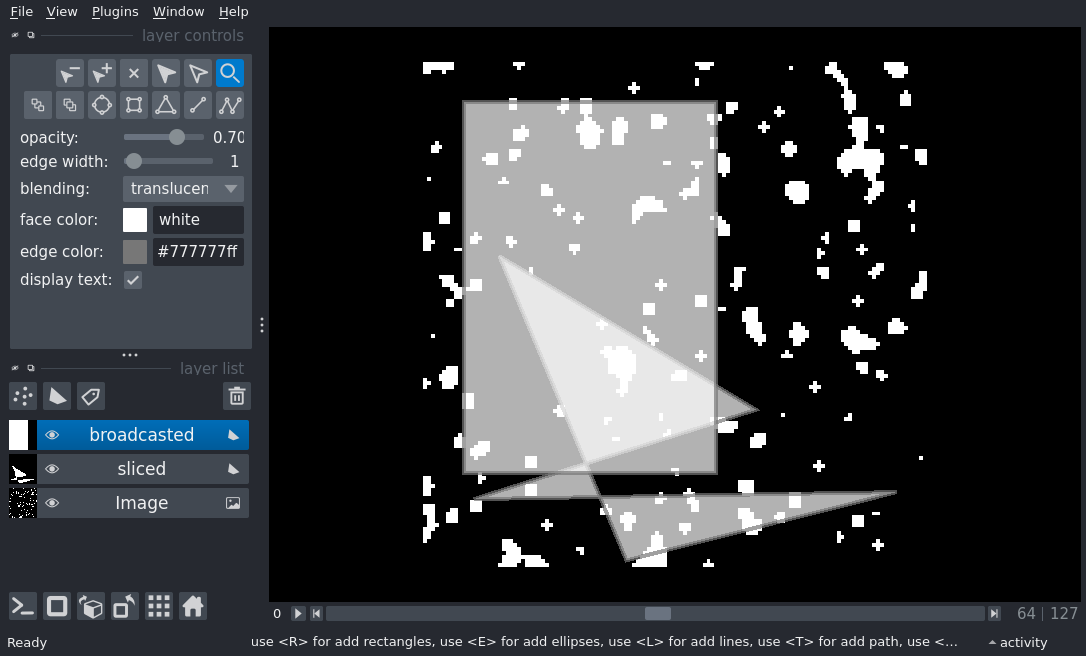 File View Plugins Window Help
layer controls
opacity: 0.70
edge width: 1
blending: translucen
face color: white
edge color: #777777ff
display text:
layer list
broadcasted
sliced
Image
0 64 | 127
Ready use <R> for add rectangles, use <E> for add ellipses, use <L> for add lines, use <T> for add path, use <... activity